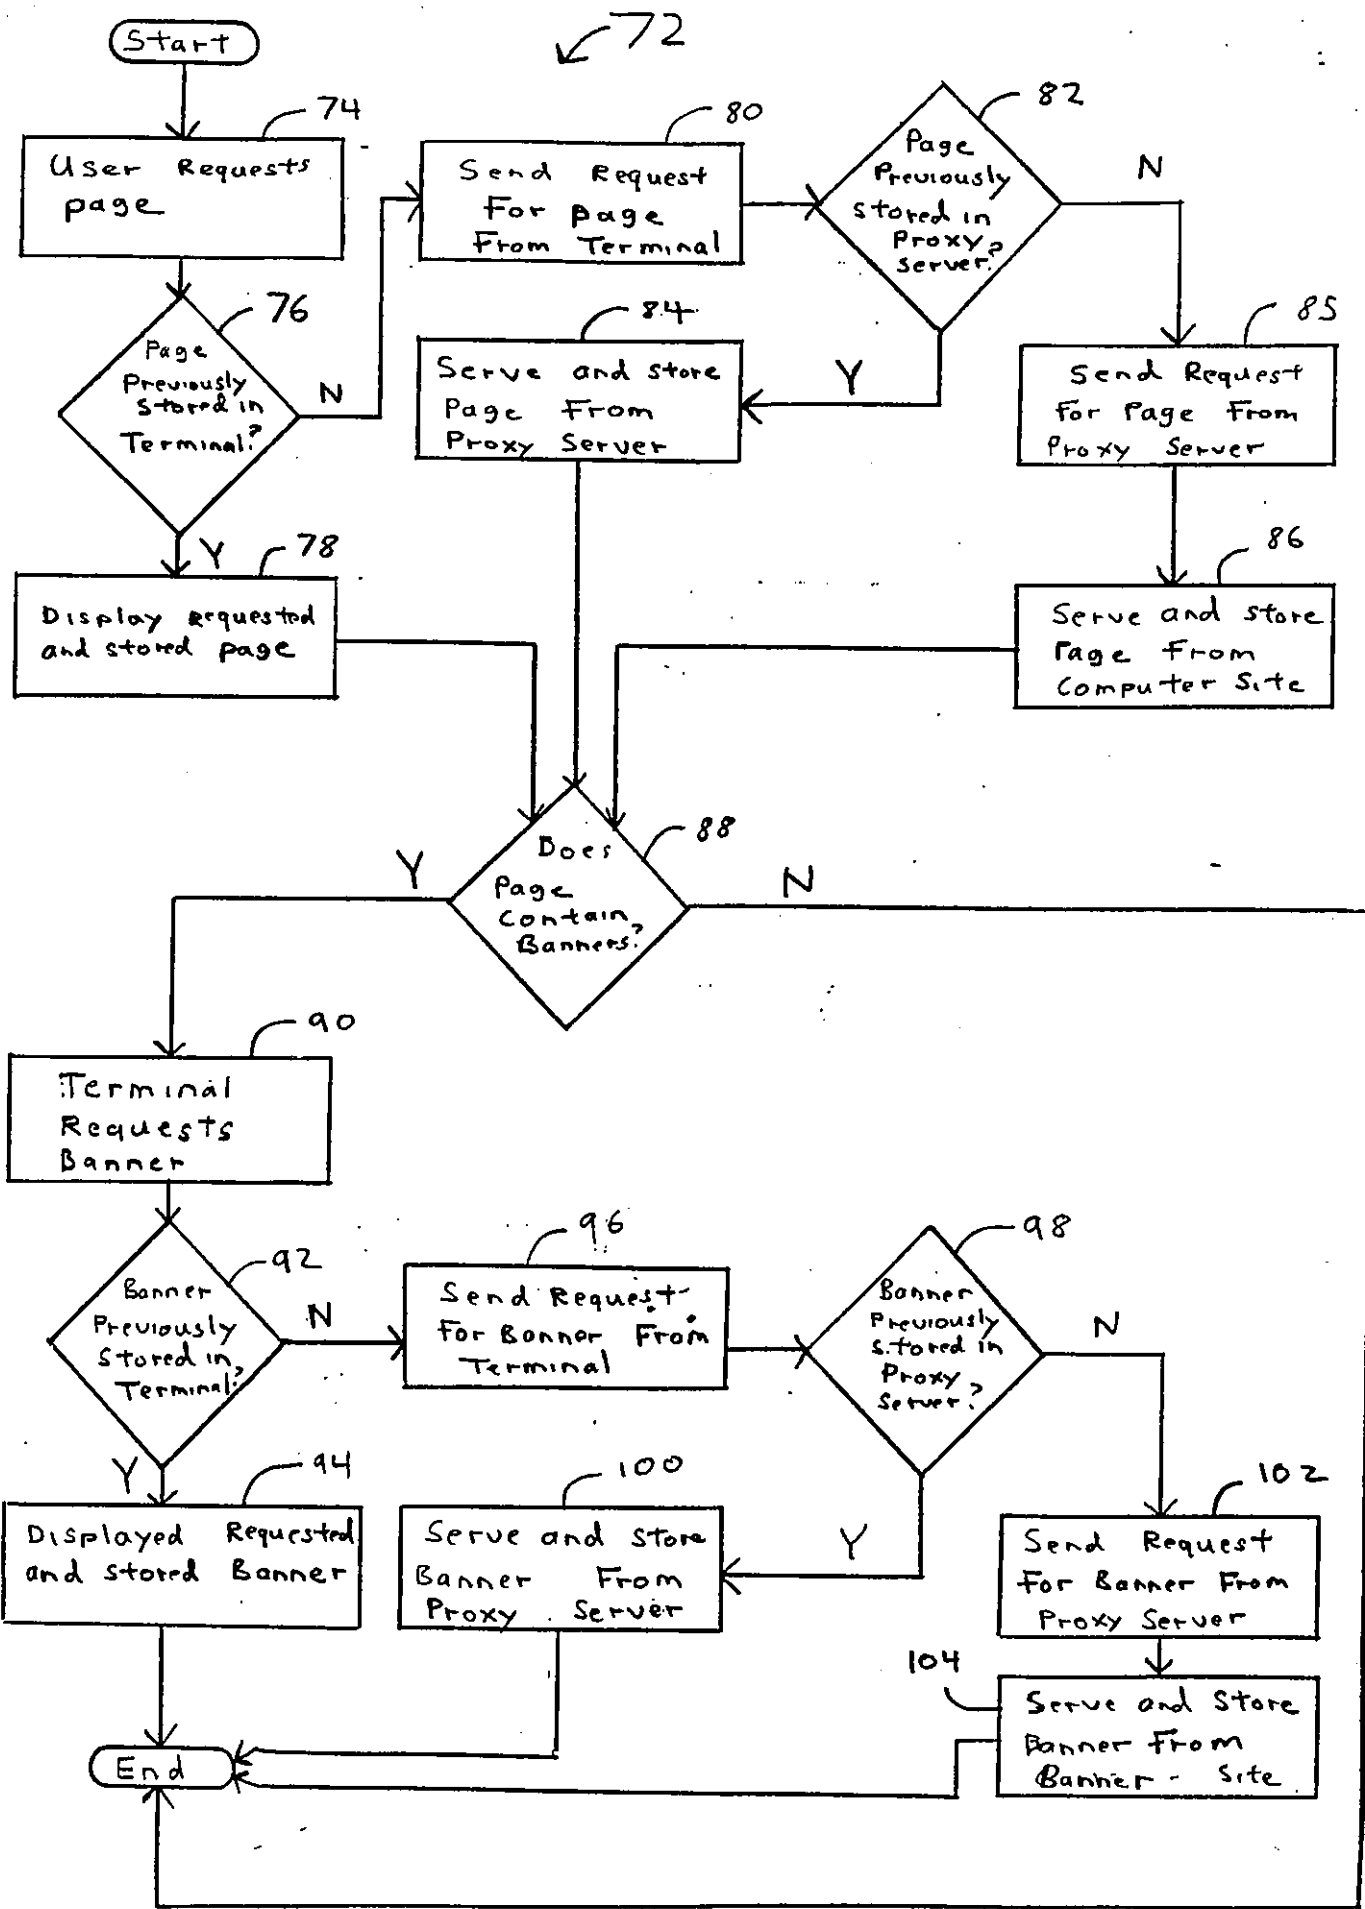 Start
72
74
User Requests
page
80
Send Request
For page
From Terminal
82
Page
Previously
stored in
Proxy
server?
N
76
Page
Previously
Stored in
Terminal?
N
84
Serve and store
Page From
Proxy Server
Y
85
Send Request
For Page From
Proxy Server
Y
78
Display requested
and stored page
86
Serve and store
Page From
Computer Site
88
Does
Page
Contain
Banners?
Y
N
90
Terminal
Requests
Banner
92
Banner
Previously
Stored in
Terminal?
N
96
Send Request
For Banner From
Terminal
98
Banner
Previously
stored in
Proxy
Server?
N
Y
94
Displayed Requested
and stored Banner
100
Serve and Store
Banner From
Proxy Server
Y
102
Send Request
For Banner From
Proxy Server
104
Serve and Store
Banner From
Banner - Site
End